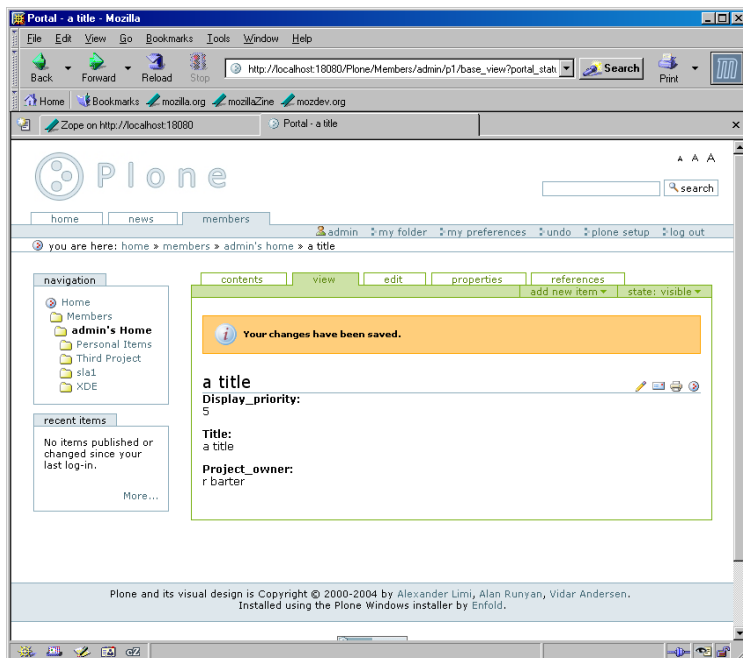 Portal - a title - Mozilla
File Edit View Go Bookmarks Tools Window Help
Back Forward Reload Stop http://localhost:18080/Plone/Members/admin/p1/base_view?portal_statu Search Print
Home Bookmarks mozilla.org mozillaZine mozdev.org
Zope on http://localhost:18080 Portal - a title
A A A
Plone
search
home news members
admin my folder my preferences undo plone setup log out
you are here: home » members » admin's home » a title
navigation
Home
Members
admin's Home
Personal Items
Third Project
sla1
XDE
recent items
No items published or
changed since your
last log-in.
More...
contents view edit properties references
add new item state: visible
Your changes have been saved.
a title
Display_priority:
5
Title:
a title
Project_owner:
r barter
Plone and its visual design is Copyright © 2000-2004 by Alexander Limi, Alan Runyan, Vidar Andersen.
Installed using the Plone Windows installer by Enfold.